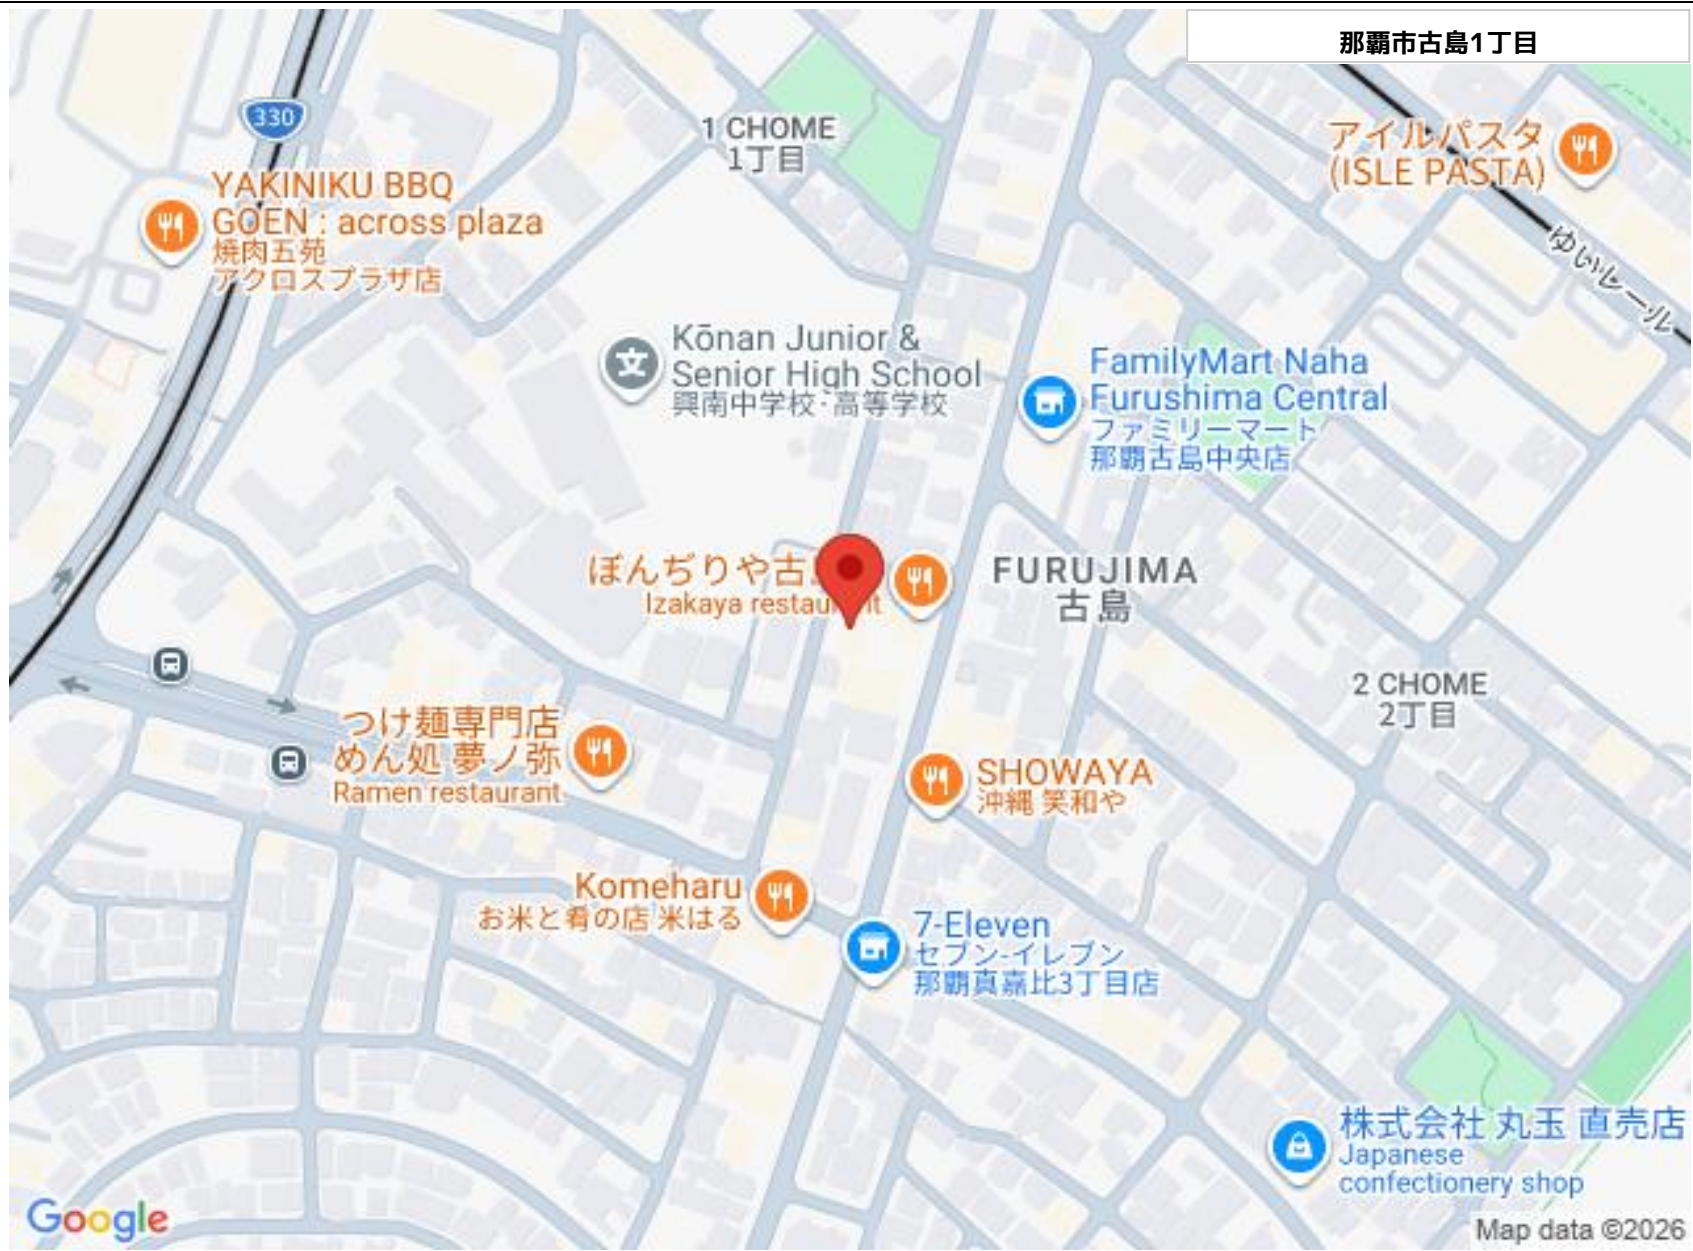 那覇市古島1丁目
330
1 CHOME
1丁目
アイルパスタ
(ISLE PASTA)
YAKINIKU BBQ
GOEN : across plaza
焼肉五苑
アクロスプラザ店
ゆいレール
Kōnan Junior &
Senior High School
興南中学校・高等学校
FamilyMart Naha
Furushima Central
ファミリーマート
那覇古島中央店
ぼんぢりや古
Izakaya restaurant
FURUJIMA
古島
2 CHOME
2丁目
つけ麺専門店
めん処 夢ノ弥
Ramen restaurant
SHOWAYA
沖縄 笑和や
Komeharu
お米と肴の店 米はる
7-Eleven
セブン-イレブン
那覇真嘉比3丁目店
株式会社 丸玉 直売店
Japanese
confectionery shop
Google
Map data ©2026